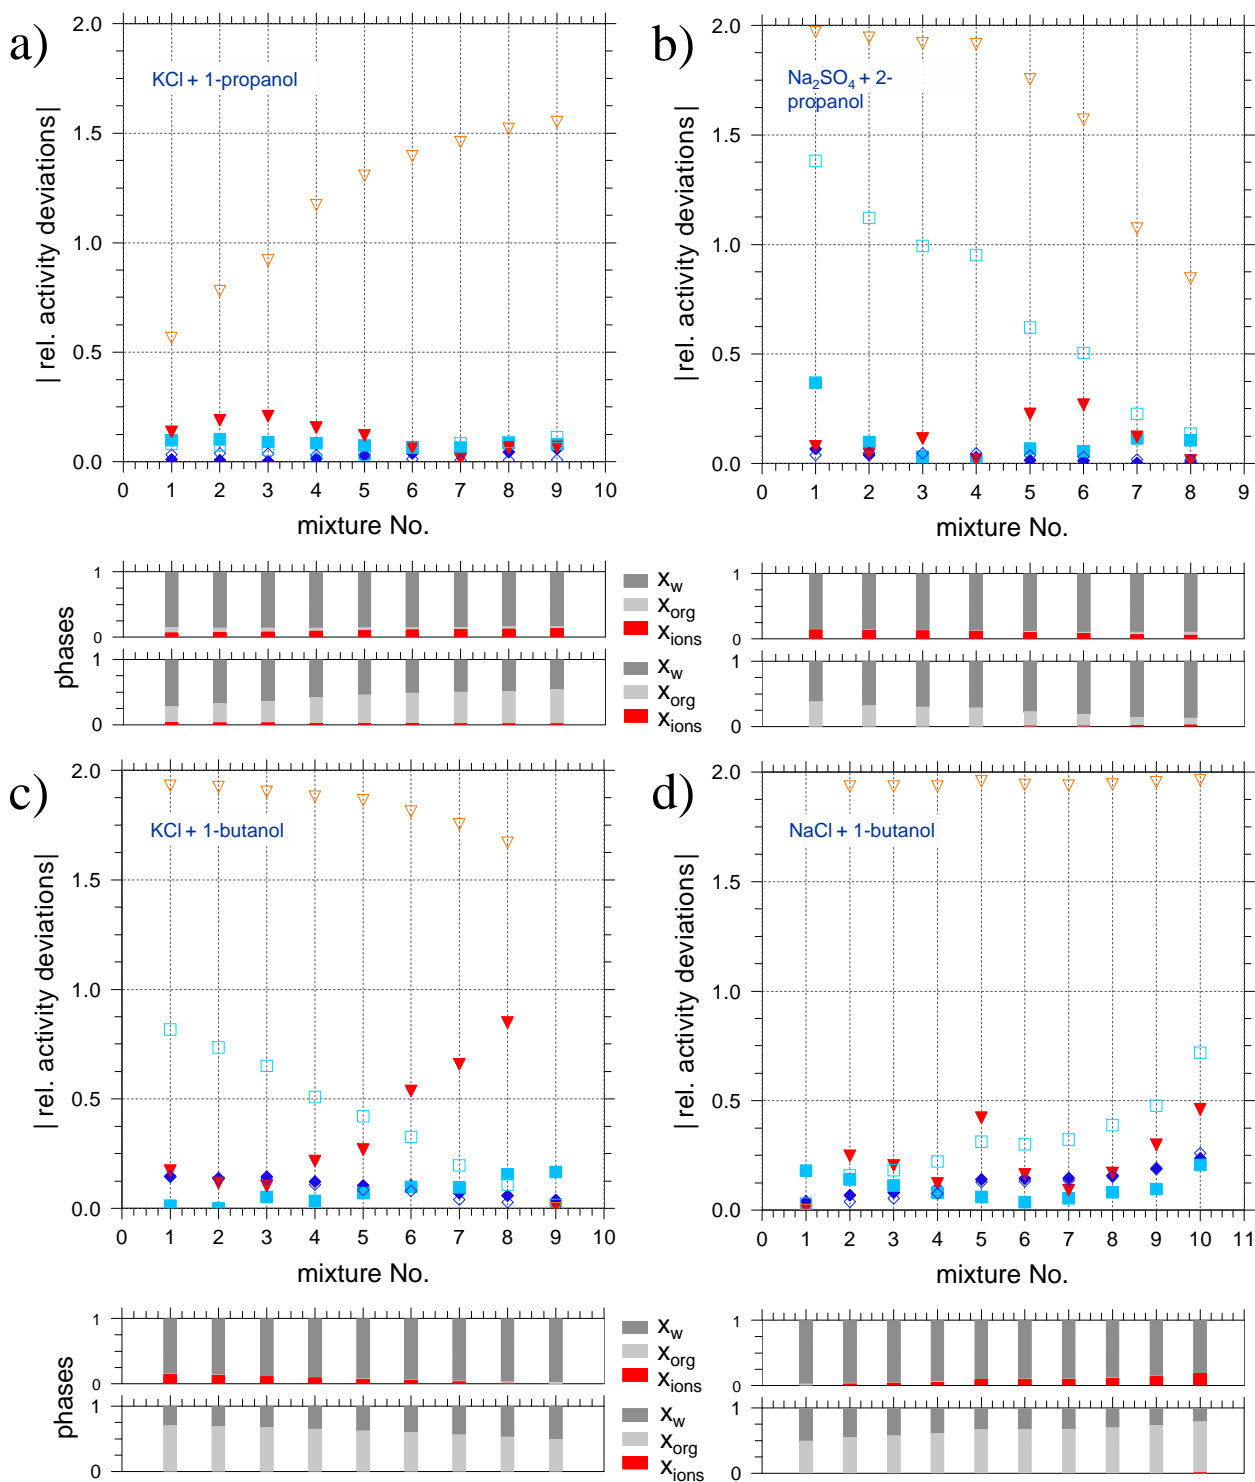 a)
KCl + 1-propanol
| rel. activity deviations|
2.0
1.5
1.0
0.5
0.0
0 1 2 3 4 5 6 7 8 9 10
mixture No.
b)
Na2SO4 + 2-
propanol
|rel. activity deviations|
2.0
1.5
1.0
0.5
0.0
0 1 2 3 4 5 6 7 8 9
mixture No.
phases
1
0
1
0
xw
xorg
xions
xw
xorg
xions
1
0
1
0
c)
KCl + 1-butanol
| rel. activity deviations|
2.0
1.5
1.0
0.5
0.0
0 1 2 3 4 5 6 7 8 9 10
mixture No.
d)
NaCl + 1-butanol
|rel. activity deviations|
2.0
1.5
1.0
0.5
0.0
0 1 2 3 4 5 6 7 8 9 10 11
mixture No.
phases
1
0
1
0
xw
xorg
xions
xw
xorg
xions
1
0
1
0